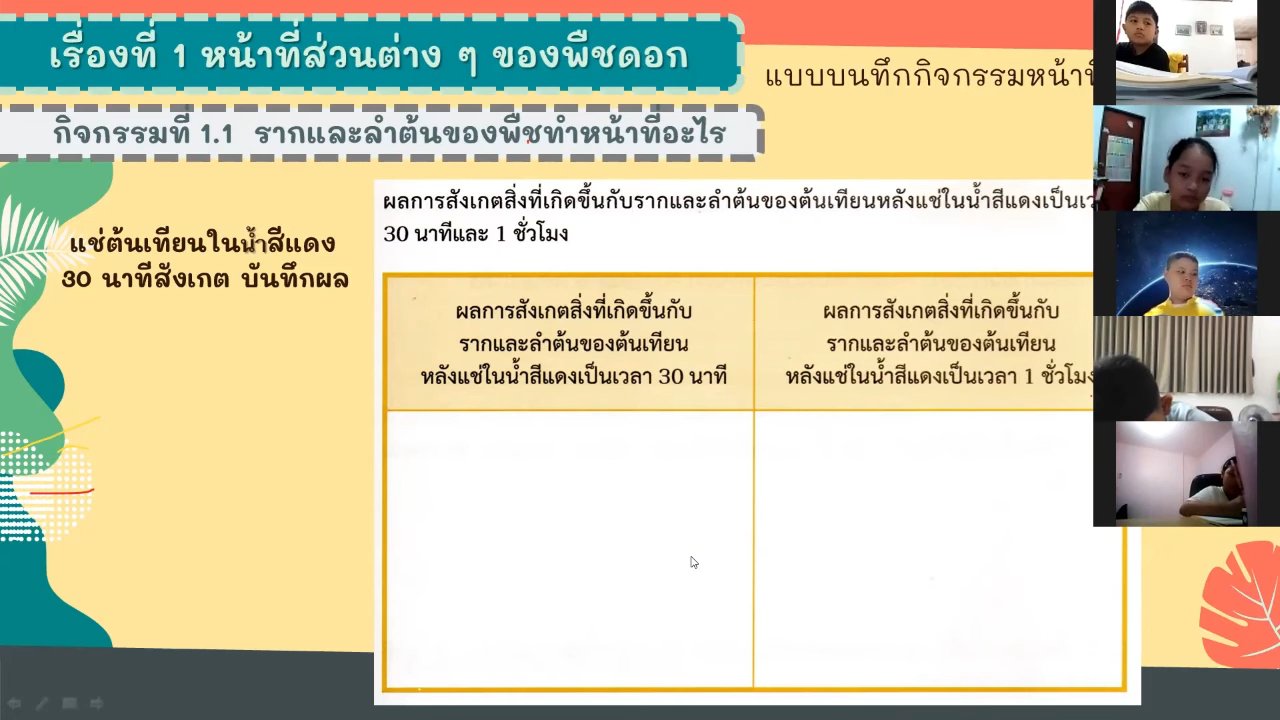 เรื่องที่ 1 หน้าที่ส่วนต่าง ๆ ของพืชดอก
แบบบนทึกกิจกรรมหน้าที่
กิจกรรมที่ 1.1 รากและลำต้นของพืชทำหน้าที่อะไร
แช่ต้นเทียนในน้ำสีแดง
30 นาทีสังเกต บันทึกผล
ผลการสังเกตสิ่งที่เกิดขึ้นกับรากและลำต้นของต้นเทียนหลังแช่ในน้ำสีแดงเป็น
30 นาทีและ 1 ชั่วโมง
ผลการสังเกตสิ่งที่เกิดขึ้นกับ
รากและลำต้นของต้นเทียน
หลังแช่ในน้ำสีแดงเป็นเวลา 30 นาที
ผลการสังเกตสิ่งที่เกิดขึ้นกับ
รากและลำต้นของต้นเทียน
หลังแช่ในน้ำสีแดงเป็นเวลา 1 ชั่วโมง